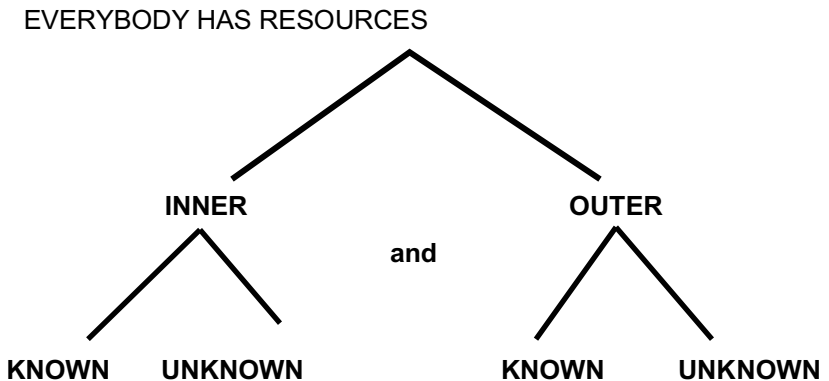 EVERYBODY HAS RESOURCES
INNER OUTER
and
KNOWN UNKNOWN KNOWN UNKNOWN